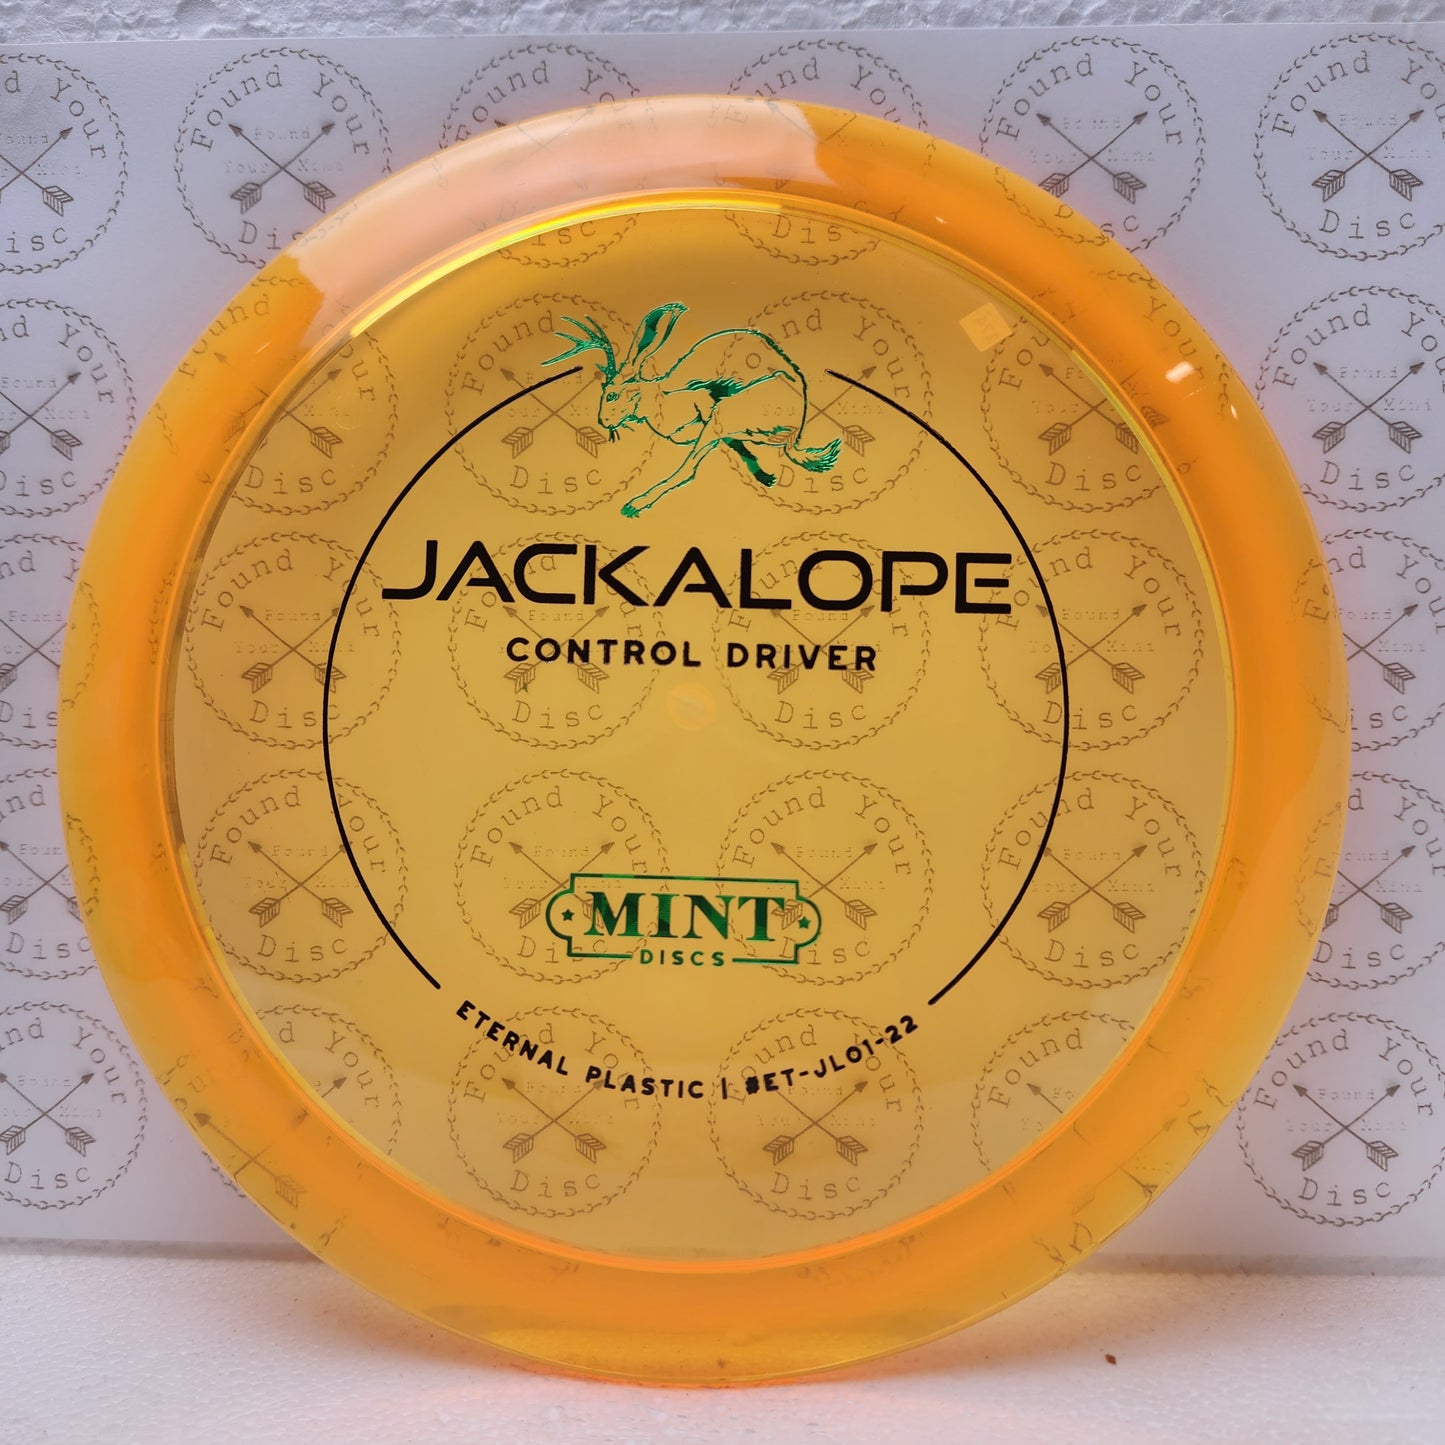 JACKALOPE
CONTROL DRIVER
MINT
DISCS
ETERNAL PLASTIC | #ET-JL01-22
Found Your
Disc